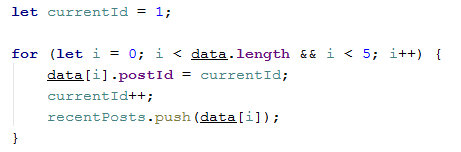 let currentId = 1;
for (let i = 0; i < data.length && i < 5; i++) {
data[i].postId = currentId;
currentId++;
recentPosts.push(data[i]);
}